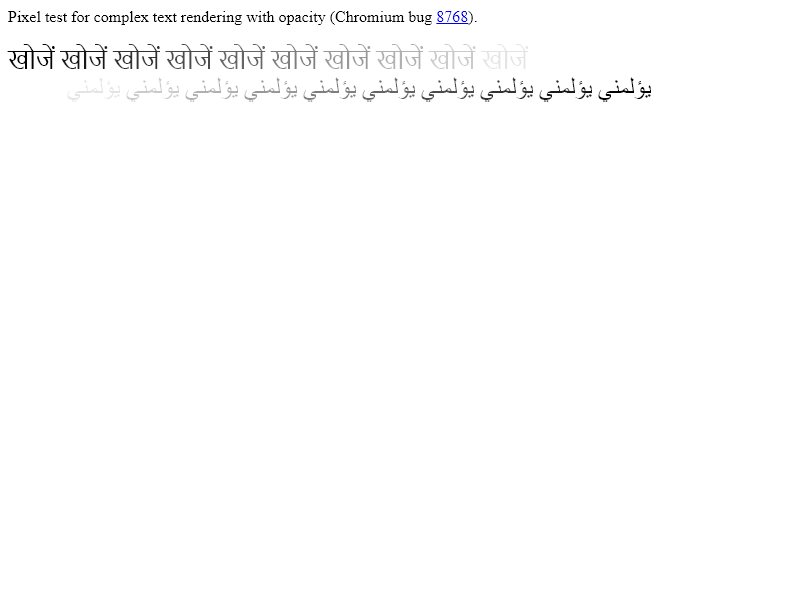 Pixel test for complex text rendering with opacity (Chromium bug 8768).
खोजें खोजें खोजें खोजें खोजें खोजें खोजें खोजें खोजें खोजें
يؤلمني يؤلمني يؤلمني يؤلمني يؤلمني يؤلمني يؤلمني يؤلمني يؤلمني يؤلمني